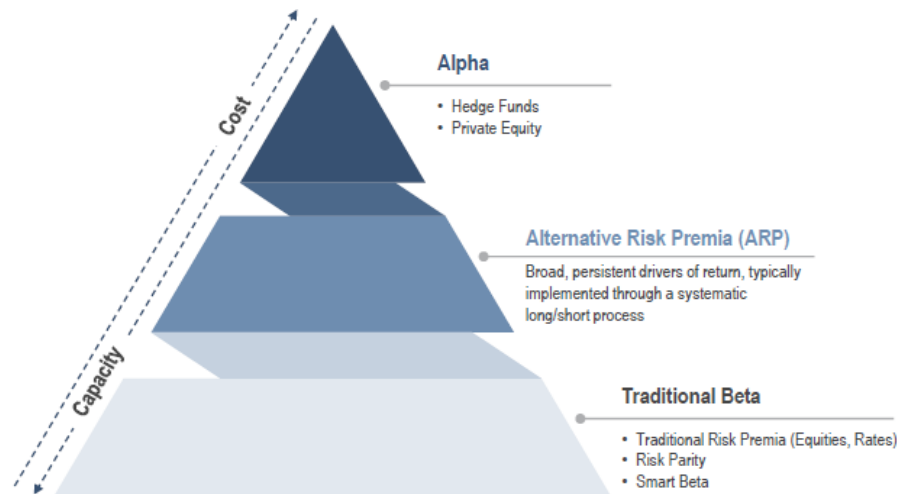 Cost
Capacity
Alpha
• Hedge Funds
• Private Equity
Alternative Risk Premia (ARP)
Broad, persistent drivers of return, typically
implemented through a systematic
long/short process
Traditional Beta
• Traditional Risk Premia (Equities, Rates)
• Risk Parity
• Smart Beta